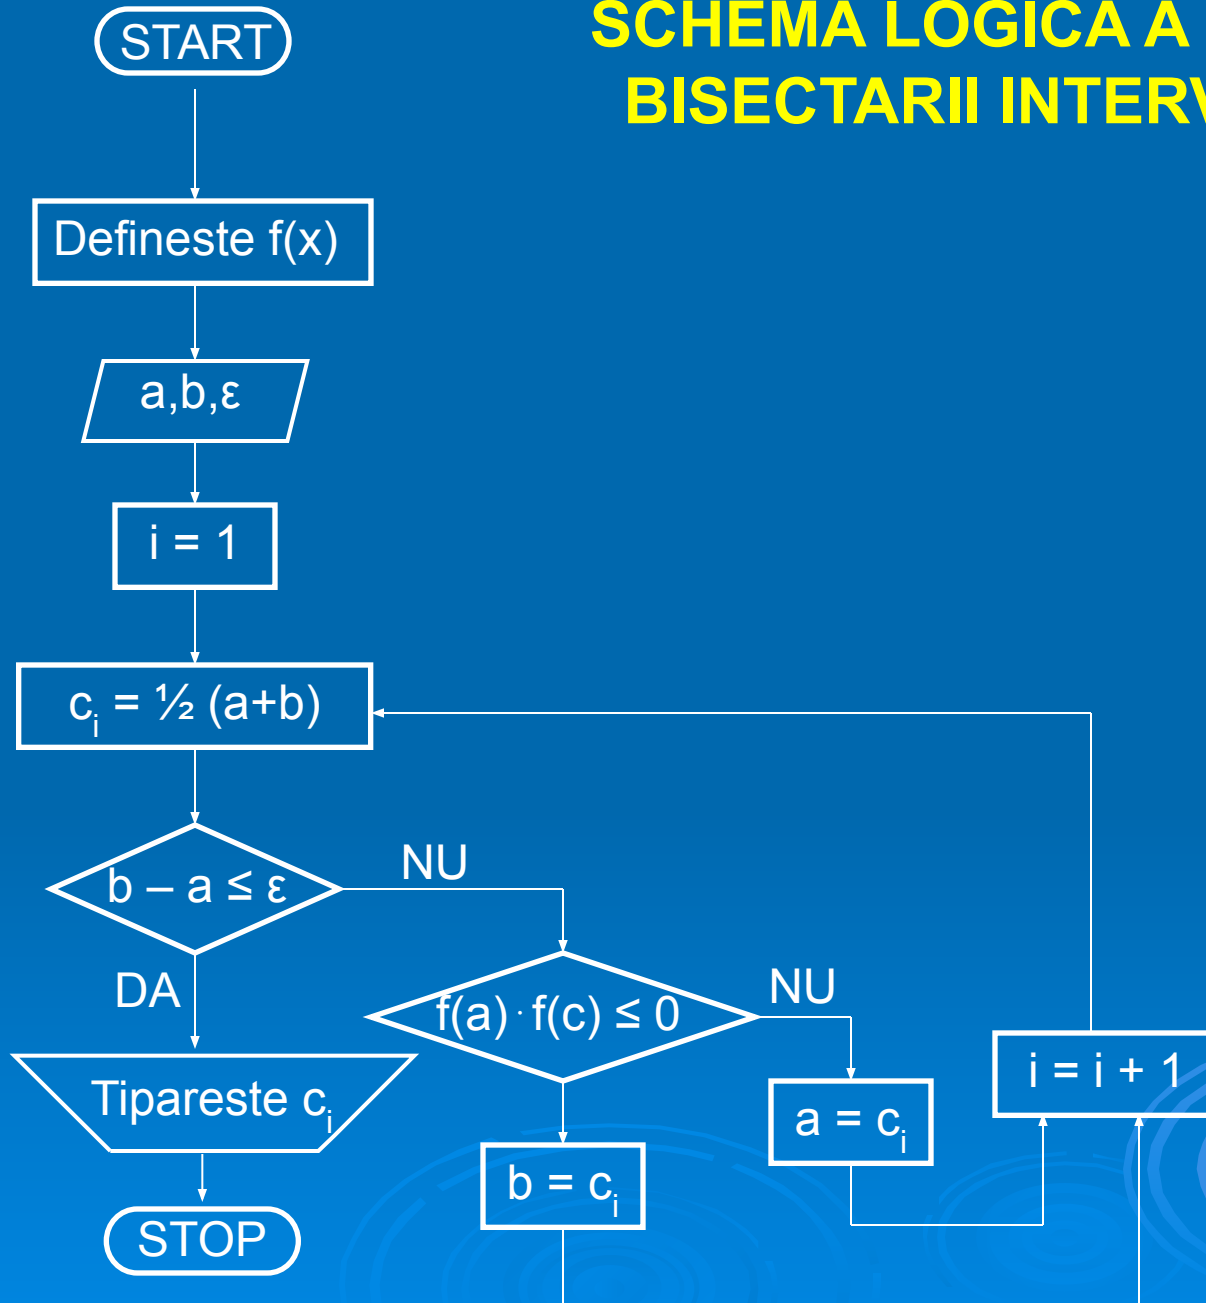 START
SCHEMA LOGICA A
BISECTARII
Defineste f(x)
a,b,ε
i = 1
cᵢ = ½ (a+b)
b – a ≤ ε
NU
DA
f(a) · f(c) ≤ 0
NU
i = i + 1
Tipareste cᵢ
a = cᵢ
b = cᵢ
STOP